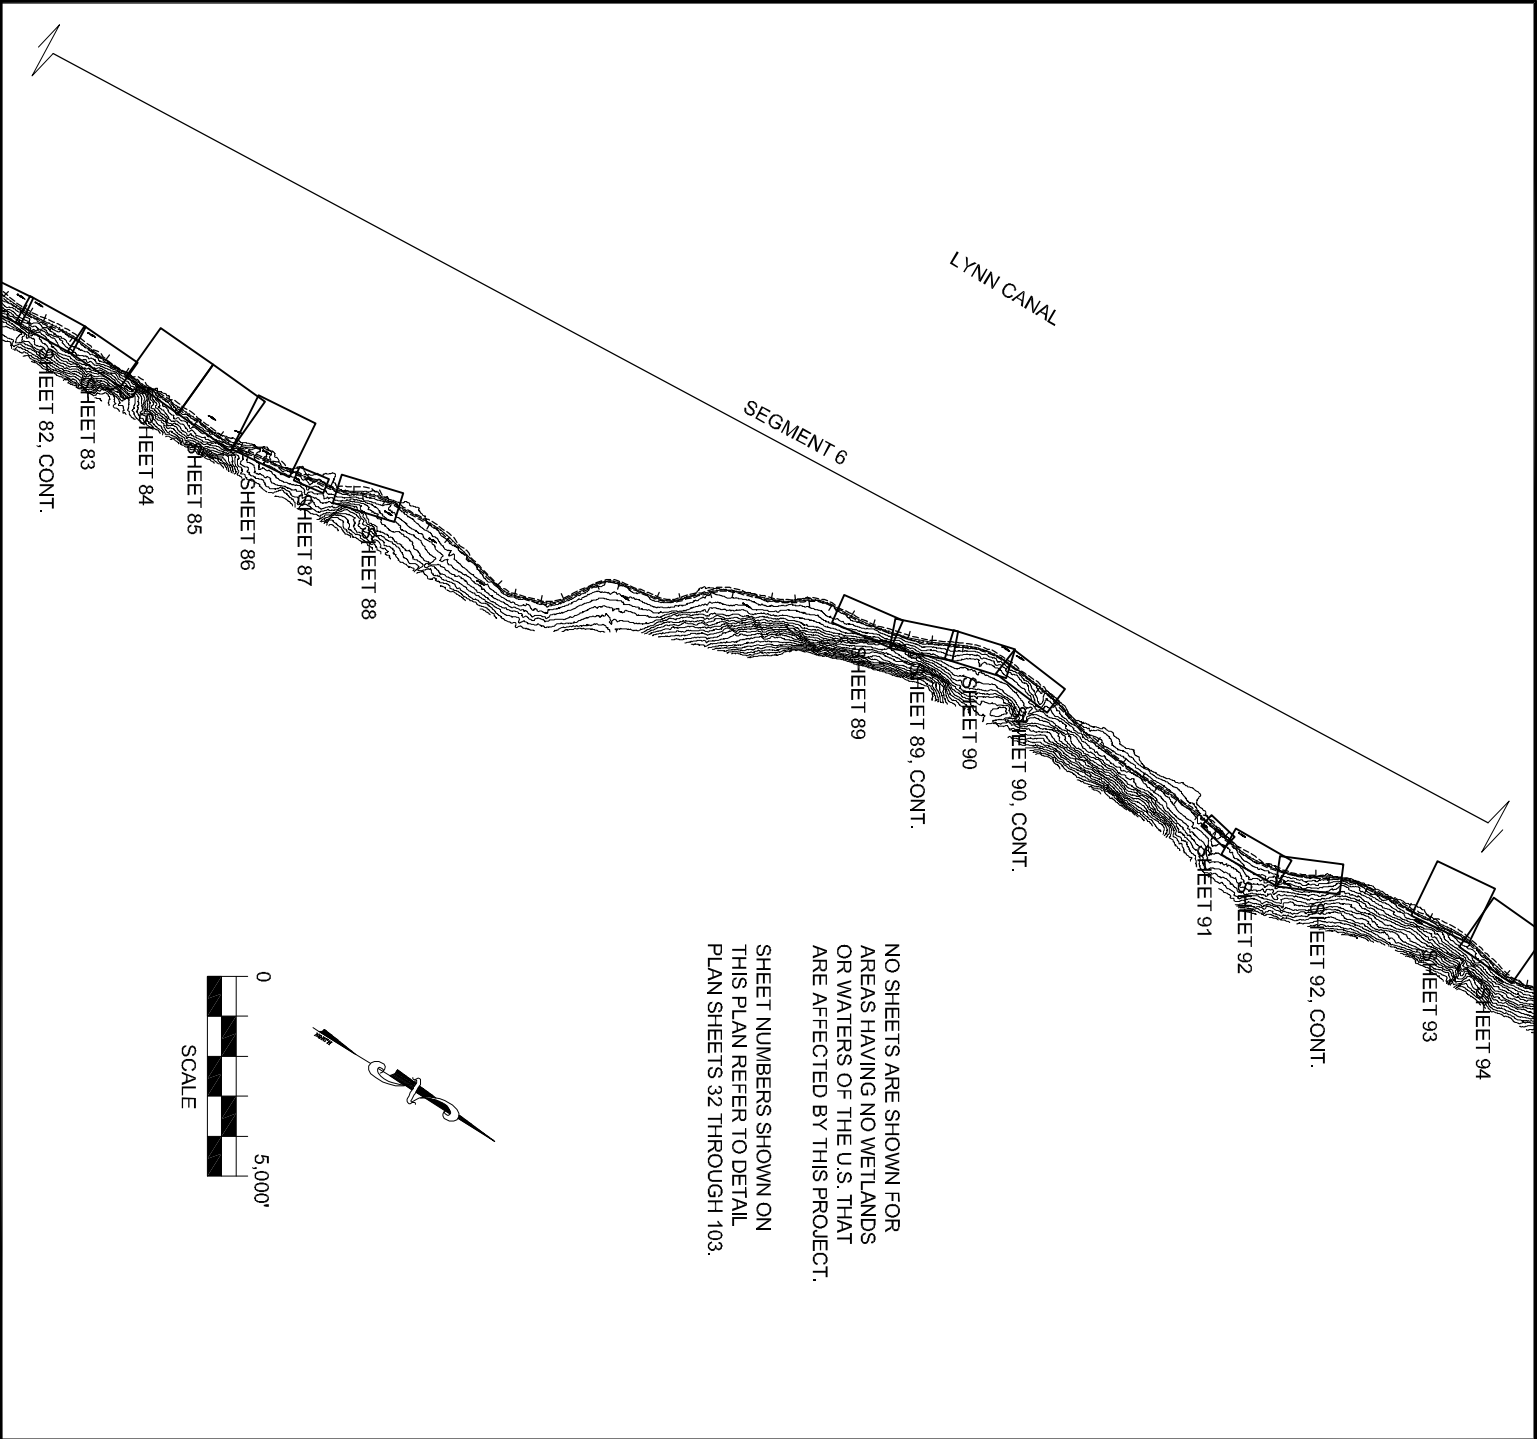 LYNN CANAL
SEGMENT 6
SHEET 82, CONT.
SHEET 83
SHEET 84
SHEET 85
SHEET 86
SHEET 87
SHEET 88
SHEET 89
SHEET 89, CONT.
SHEET 90
SHEET 90, CONT.
SHEET 91
SHEET 92
SHEET 92, CONT.
SHEET 93
SHEET 94
NO SHEETS ARE SHOWN FOR
AREAS HAVING NO WETLANDS
OR WATERS OF THE U.S. THAT
ARE AFFECTED BY THIS PROJECT.
SHEET NUMBERS SHOWN ON
THIS PLAN REFER TO DETAIL
PLAN SHEETS 32 THROUGH 103.
NORTH
0
5,000'
SCALE